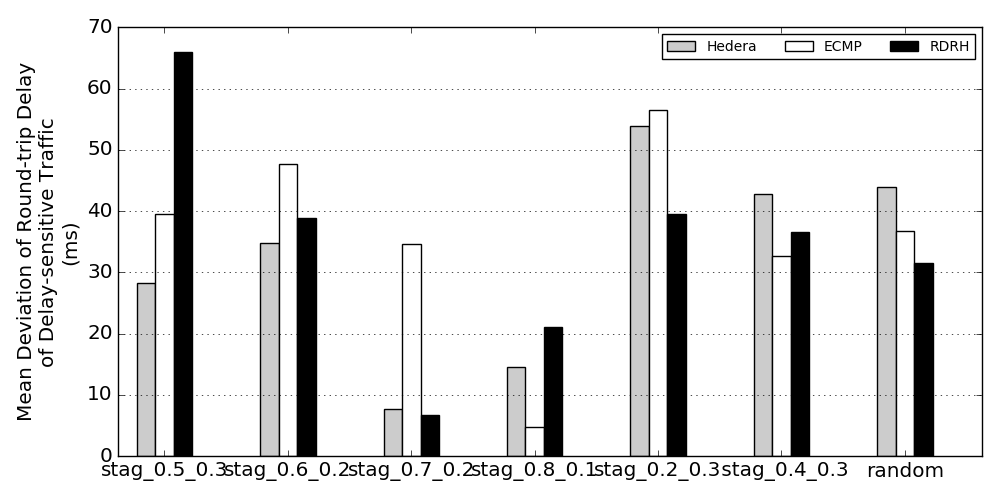 70
60
50
40
30
20
10
0
Mean Deviation of Round-trip Delay
of Delay-sensitive Traffic
(ms)
Hedera ECMP RDRH
stag_0.5_0.3 stag_0.6_0.2 stag_0.7_0.2 stag_0.8_0.1 stag_0.2_0.3 stag_0.4_0.3 random